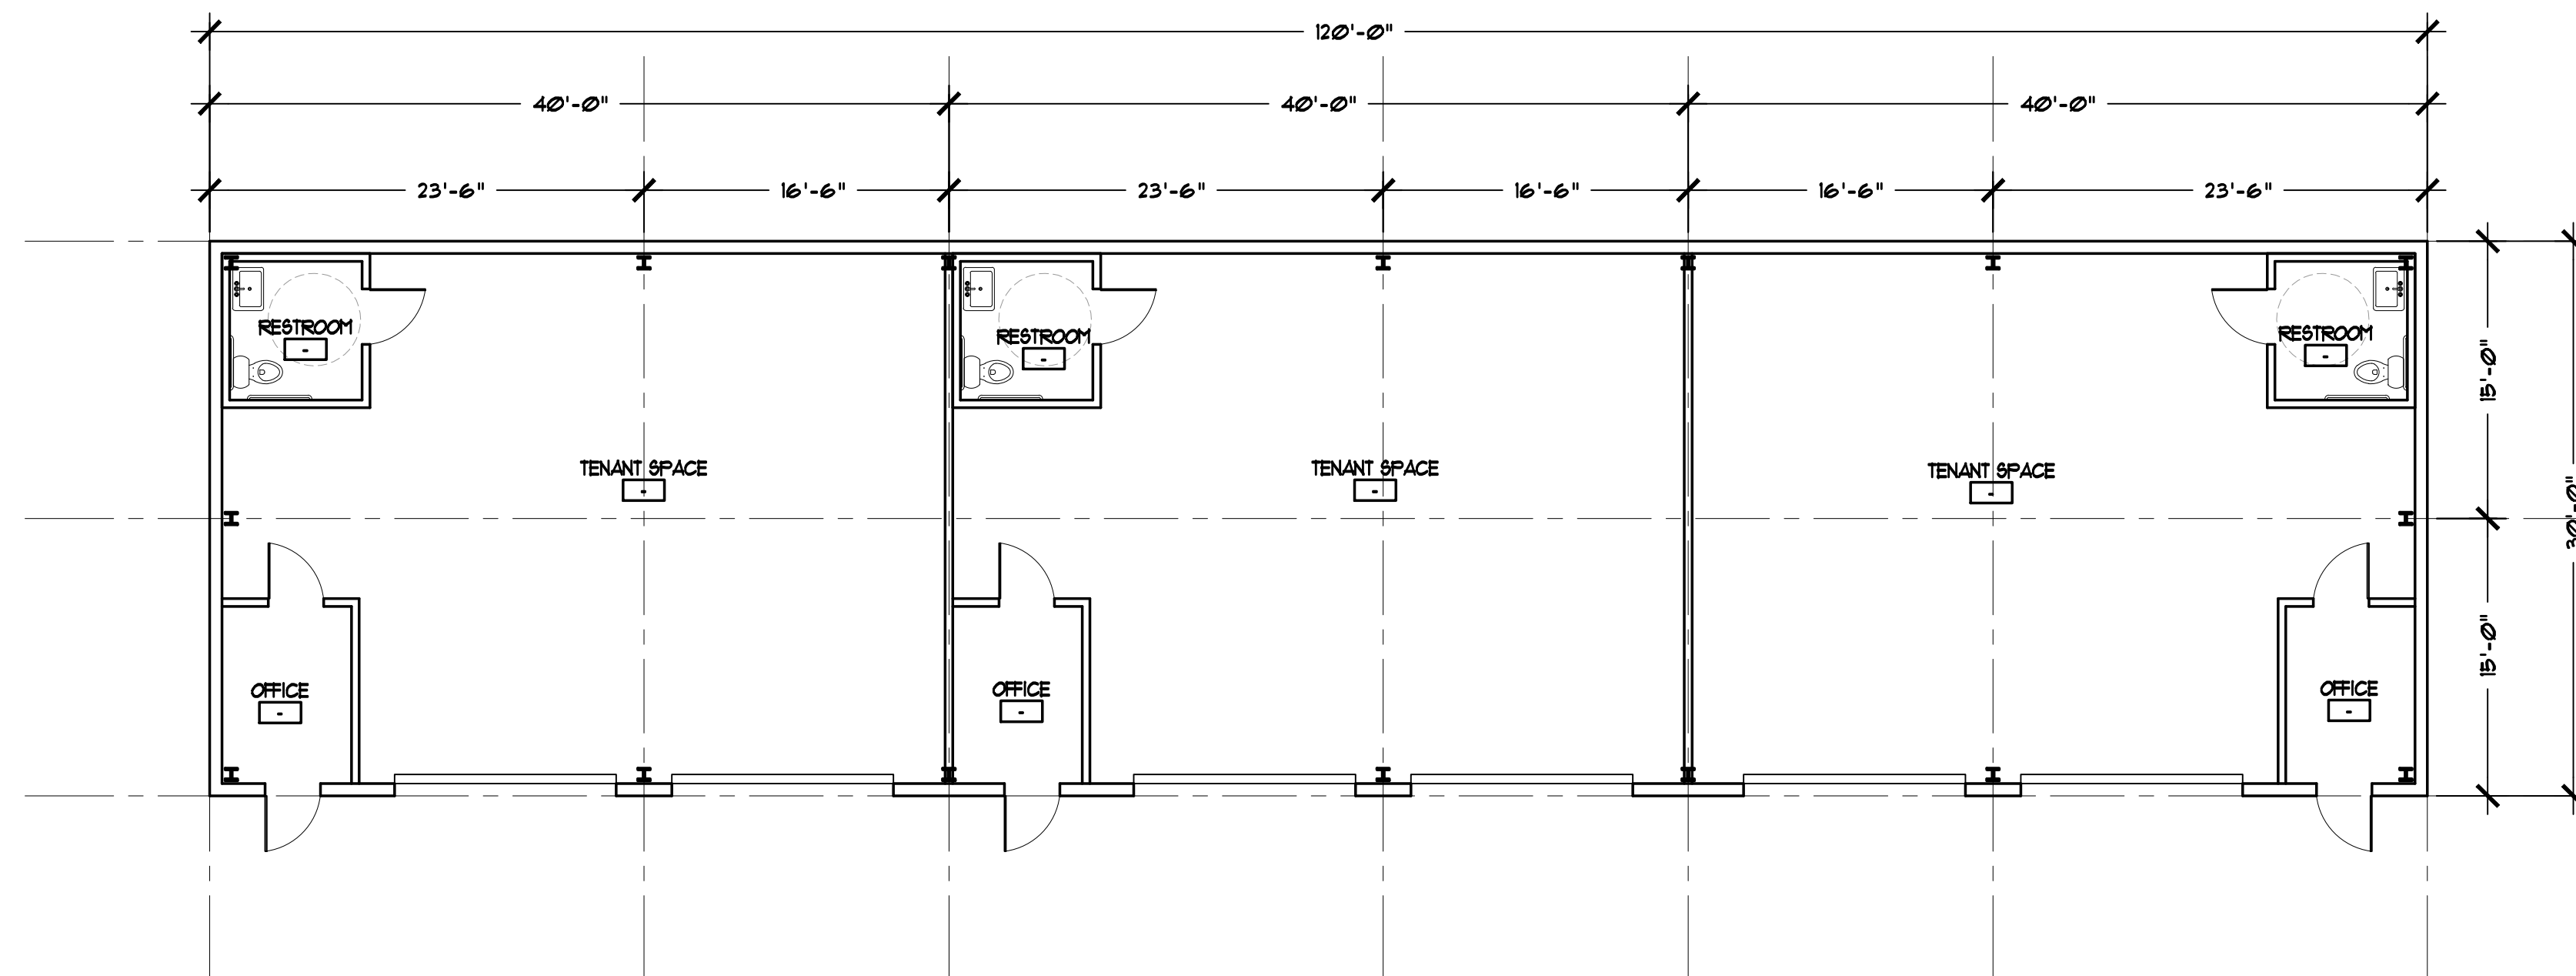 120'-0"
40'-0" 40'-0" 40'-0"
23'-6" 16'-6" 23'-6" 16'-6" 16'-6" 23'-6"
RESTROOM RESTROOM RESTROOM
-
-
-
15'-0"
TENANT SPACE TENANT SPACE TENANT SPACE
-
-
-
30'-0"
15'-0"
OFFICE OFFICE OFFICE
-
-
-